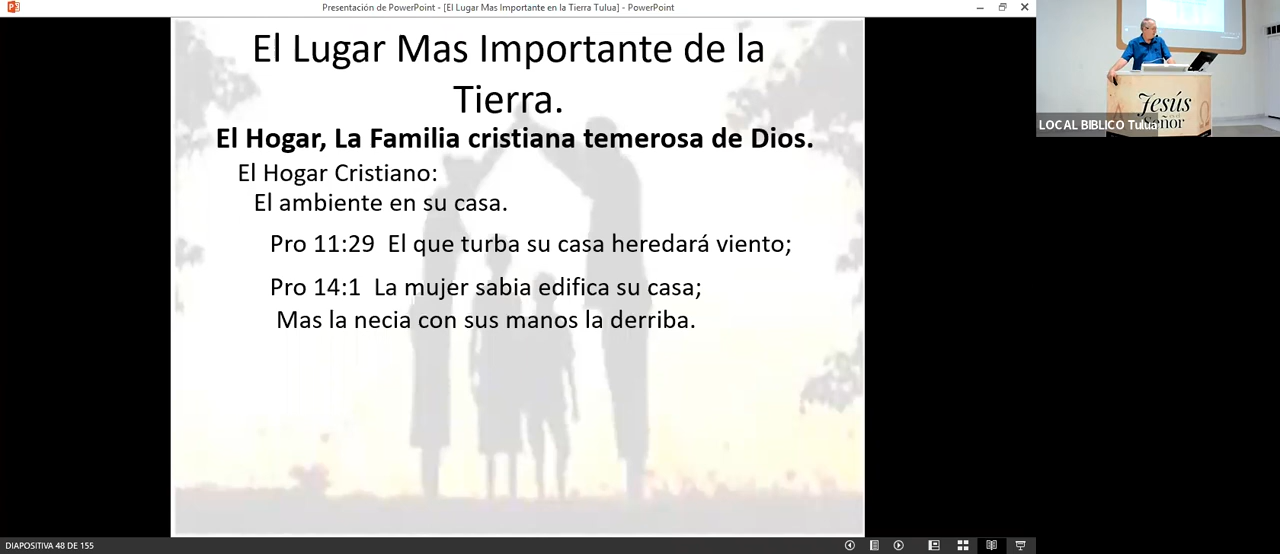 Presentación de PowerPoint - [El Lugar Mas Importante en la Tierra Tulua] - PowerPoint
El Lugar Mas Importante de la
Tierra.
El Hogar, La Familia cristiana temerosa de Dios.
El Hogar Cristiano:
El ambiente en su casa.
Pro 11:29 El que turba su casa heredará viento;
Pro 14:1 La mujer sabia edifica su casa;
Mas la necia con sus manos la derriba.
Jesús
LOCAL BIBLICO Tulua
Señor
DIAPOSITIVA 48 DE 155